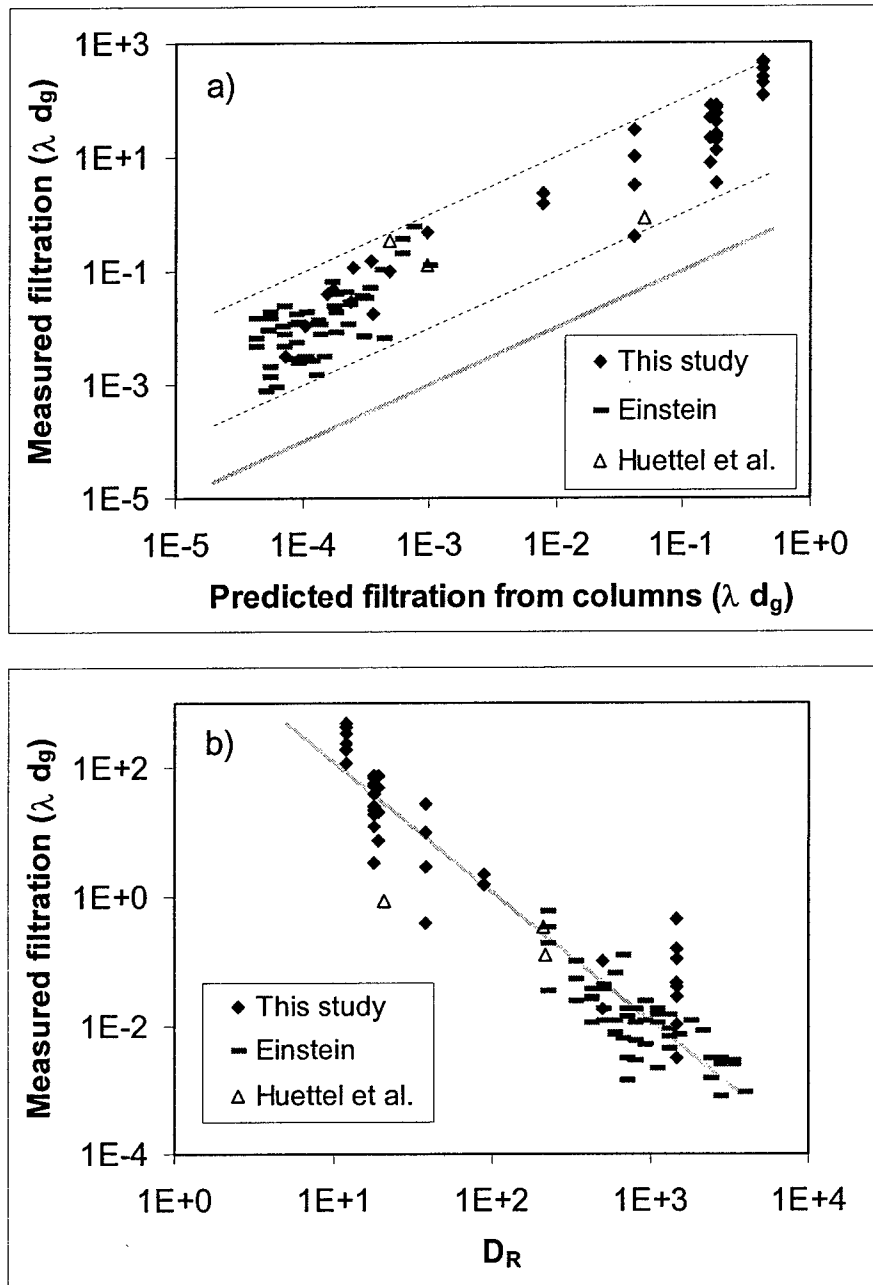 a)
Measured filtration (λ dg)
1E+3
1E+1
1E-1
1E-3
1E-5
This study
Einstein
Huettel et al.
1E-5 1E-4 1E-3 1E-2 1E-1 1E+0
Predicted filtration from columns (λ dg)
b)
Measured filtration (λ dg)
1E+2
1E+0
1E-2
1E-4
This study
Einstein
Huettel et al.
1E+0 1E+1 1E+2 1E+3 1E+4
DR